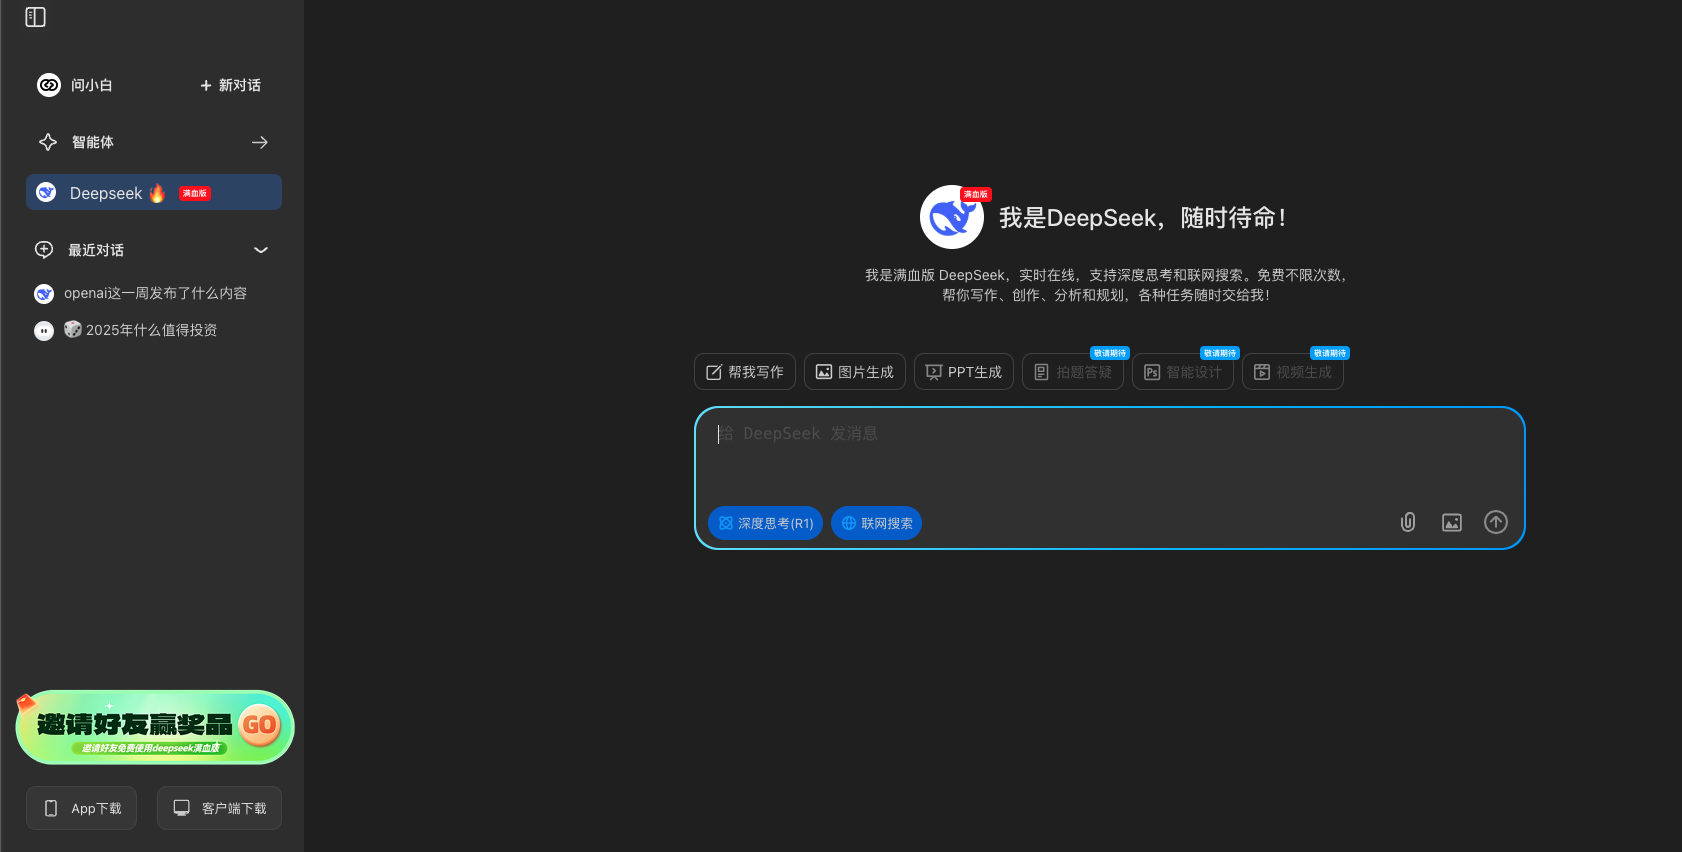 问小白
新对话
智能体
Deepseek 🔥 满血版
最近对话
openai这一周发布了什么内容
🎲 2025年什么值得投资
邀请好友赢奖品 GO
邀请好友免费使用deepseek满血版
App下载
客户端下载
满血版
我是DeepSeek，随时待命！
我是满血版 DeepSeek，实时在线，支持深度思考和联网搜索。免费不限次数，
帮你写作、创作、分析和规划，各种任务随时交给我！
敬请期待 敬请期待 敬请期待
帮我写作 图片生成 PPT生成 拍题答疑 Ps 智能设计 视频生成
给 DeepSeek 发消息
深度思考(R1) 联网搜索